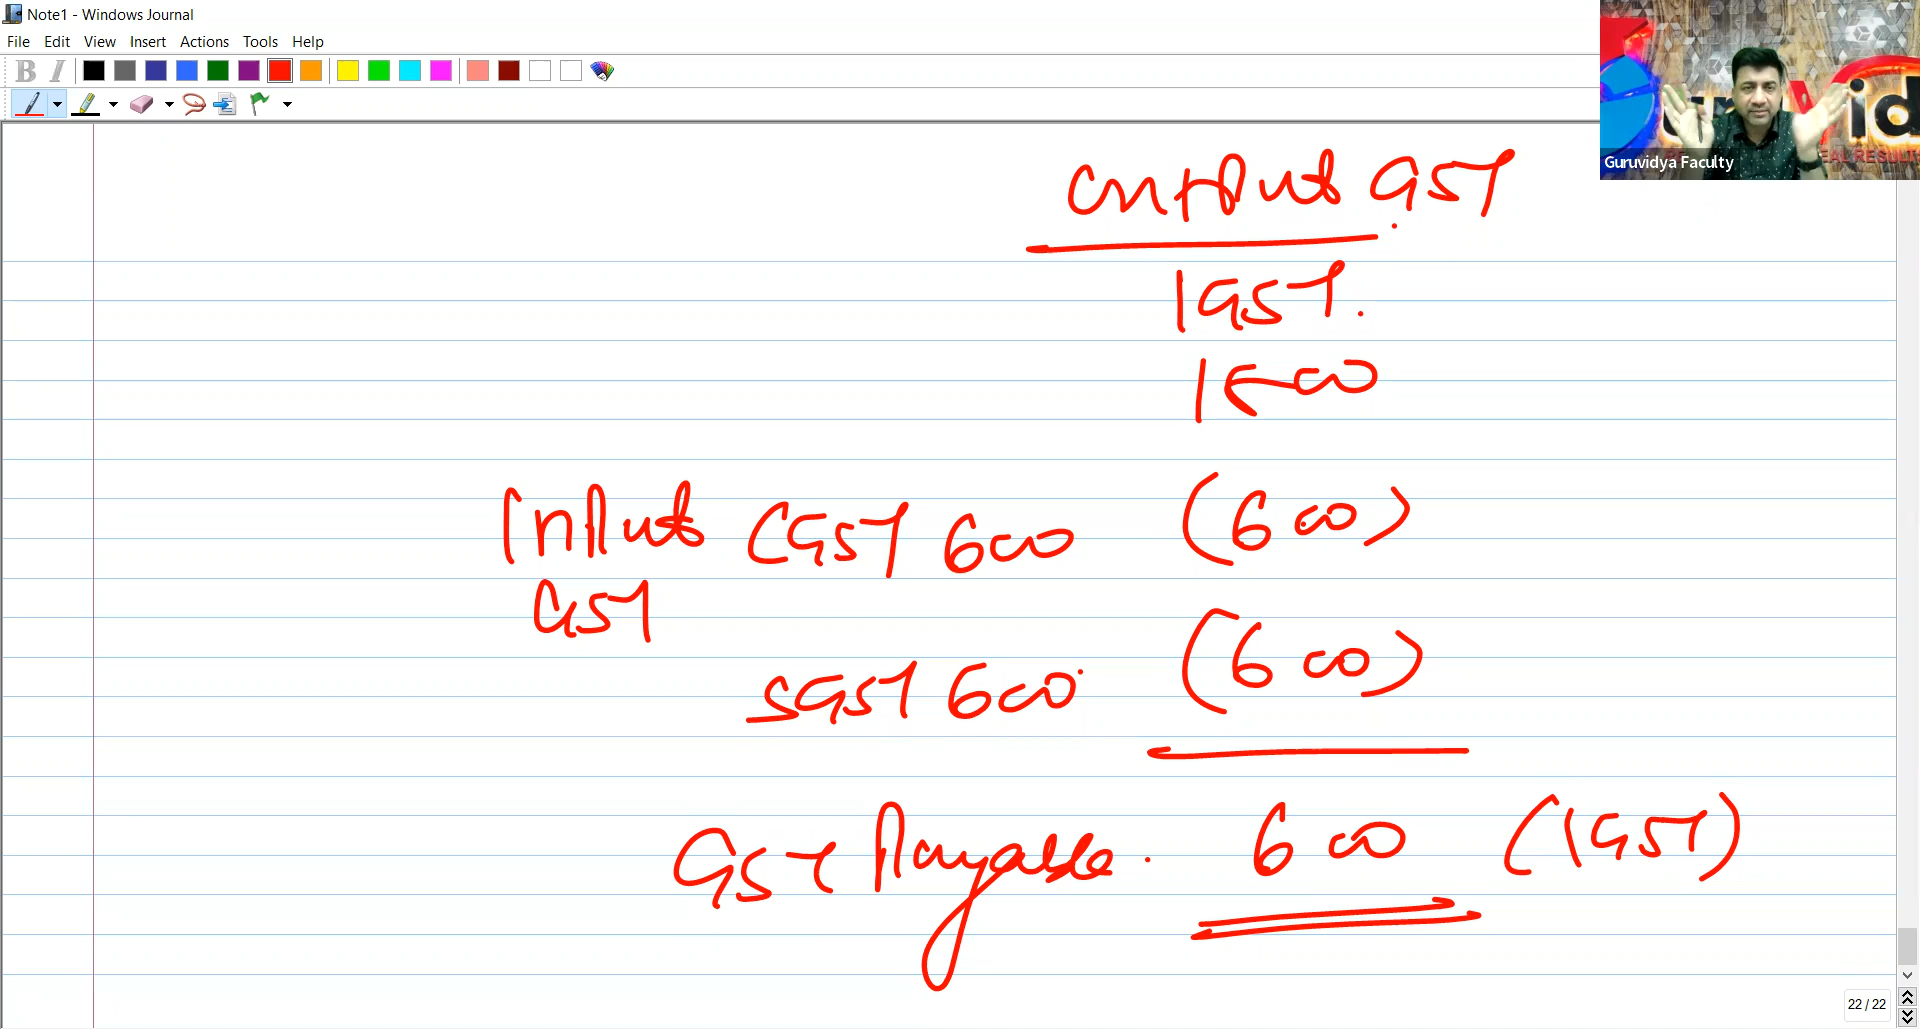 Note1 - Windows Journal
File Edit View Insert Actions Tools Help
B I
Guruvidya Faculty
output GST
IGST.
1800
Input CGST 600 (600)
GST
SGST 600 (600)
GST Payable. 600 (IGST)
22 / 22